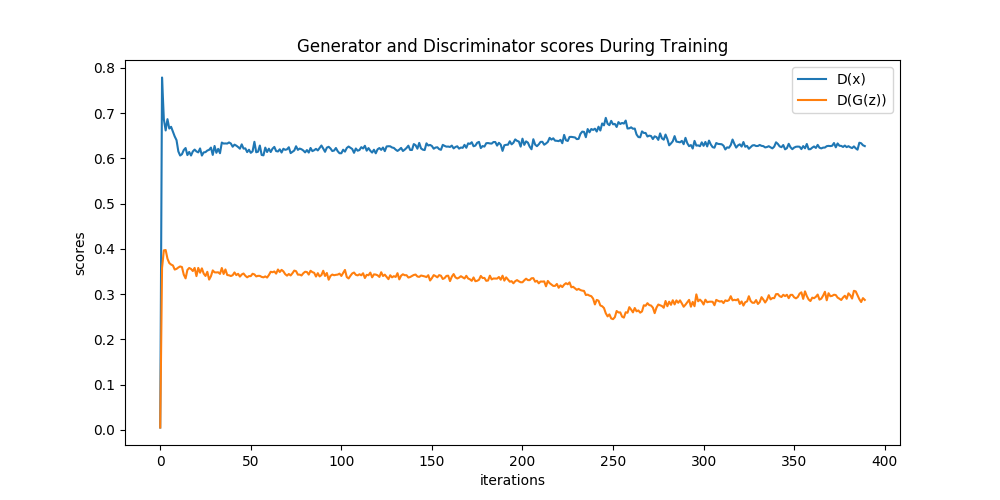 Generator and Discriminator scores During Training
D(x)
D(G(z))
scores
0.8
0.7
0.6
0.5
0.4
0.3
0.2
0.1
0.0
0 50 100 150 200 250 300 350 400
iterations